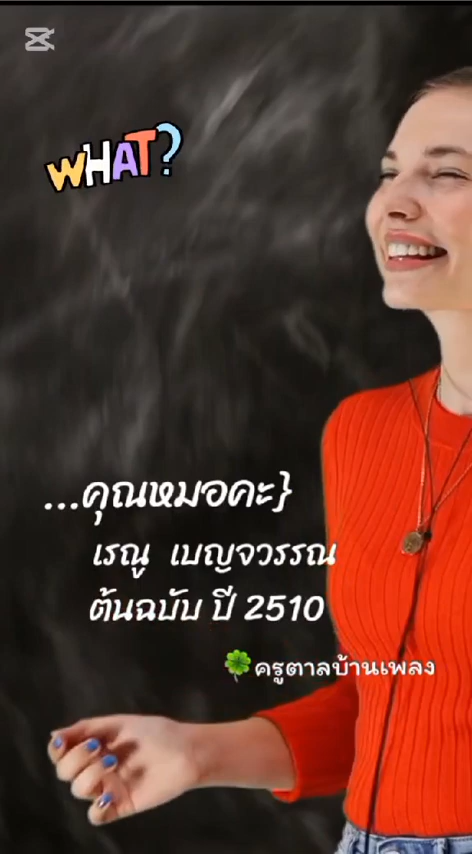 WHAT?
...คุณหมอคะ}
เรณู เบญจวรรณ
ต้นฉบับ ปี 2510
🍀ครูตาลบ้านเพลง